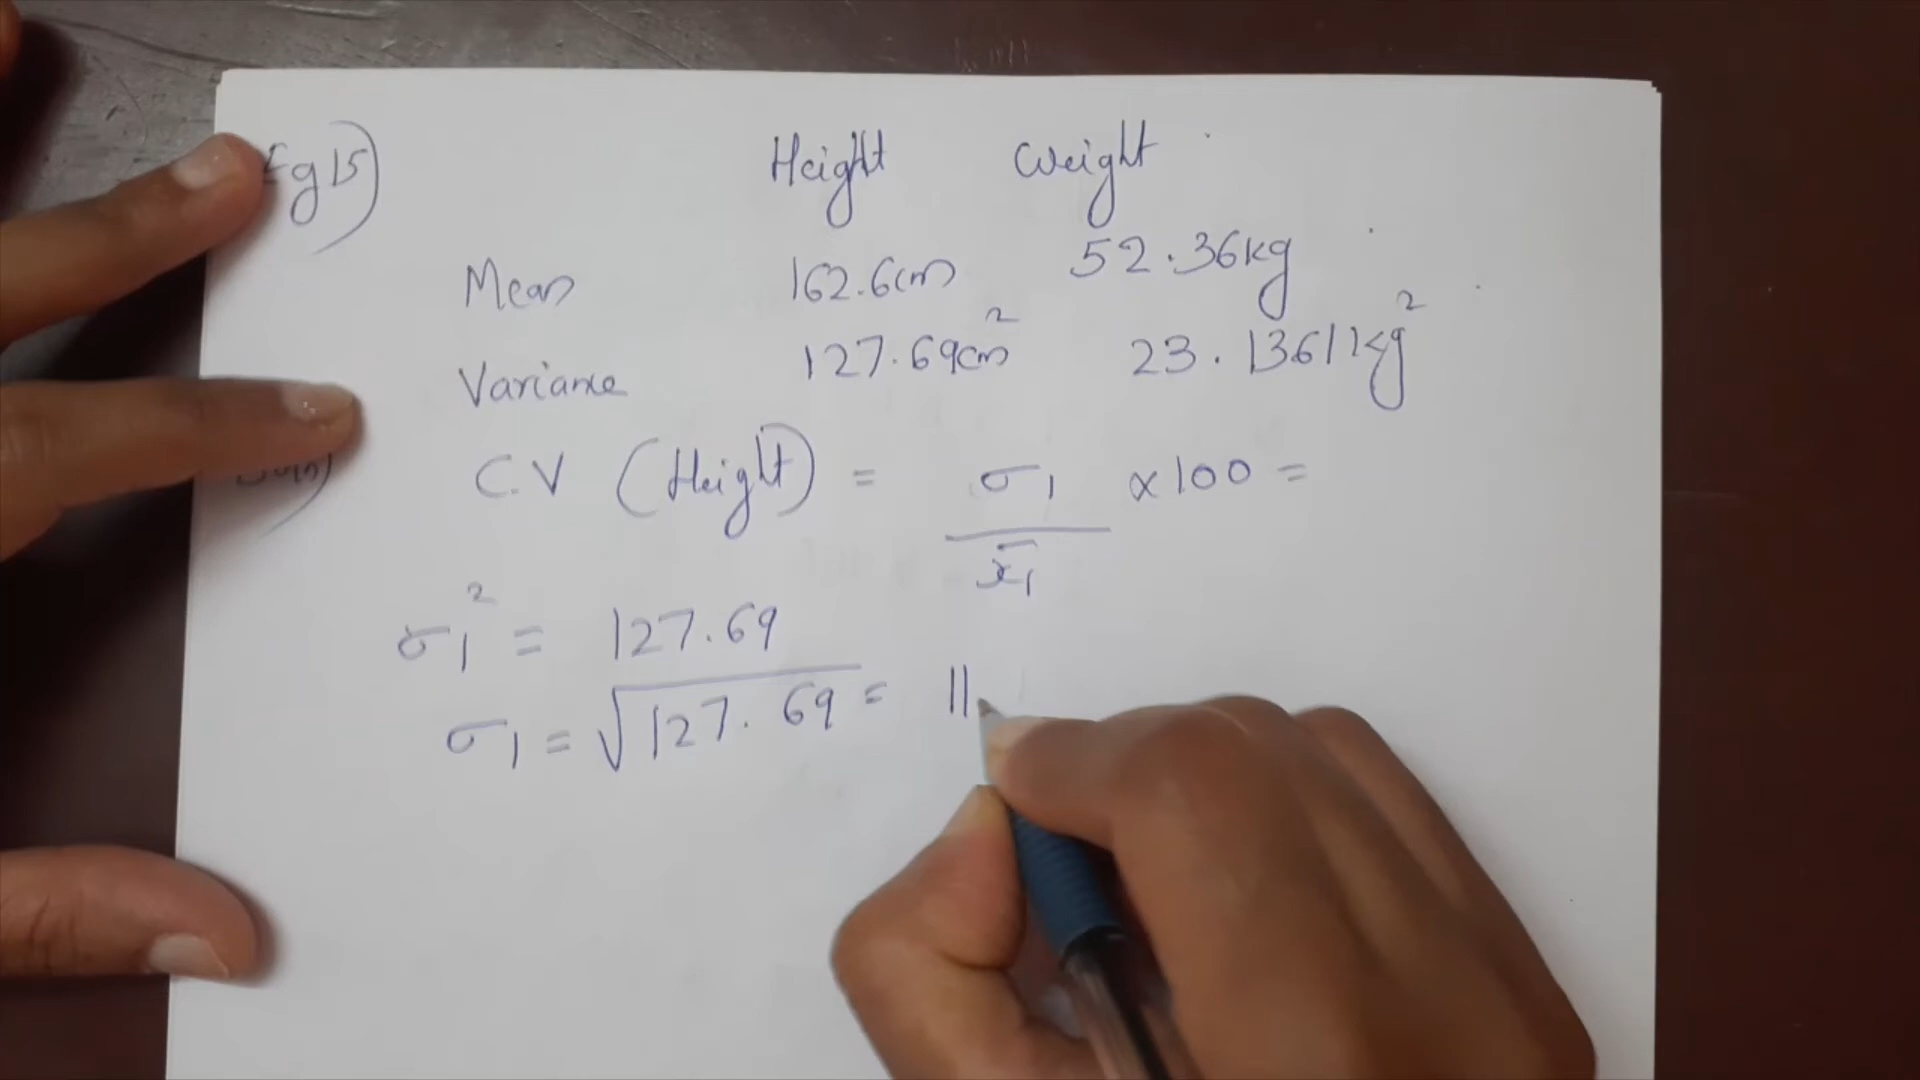 Eg 15)
Height Weight
Mean 162.6cm 52.36kg
Variance 127.69cm² 23.1361kg²
C.V (Height) = σ₁/x̄₁ × 100 =
σ₁² = 127.69
σ₁ = √127.69 = 11